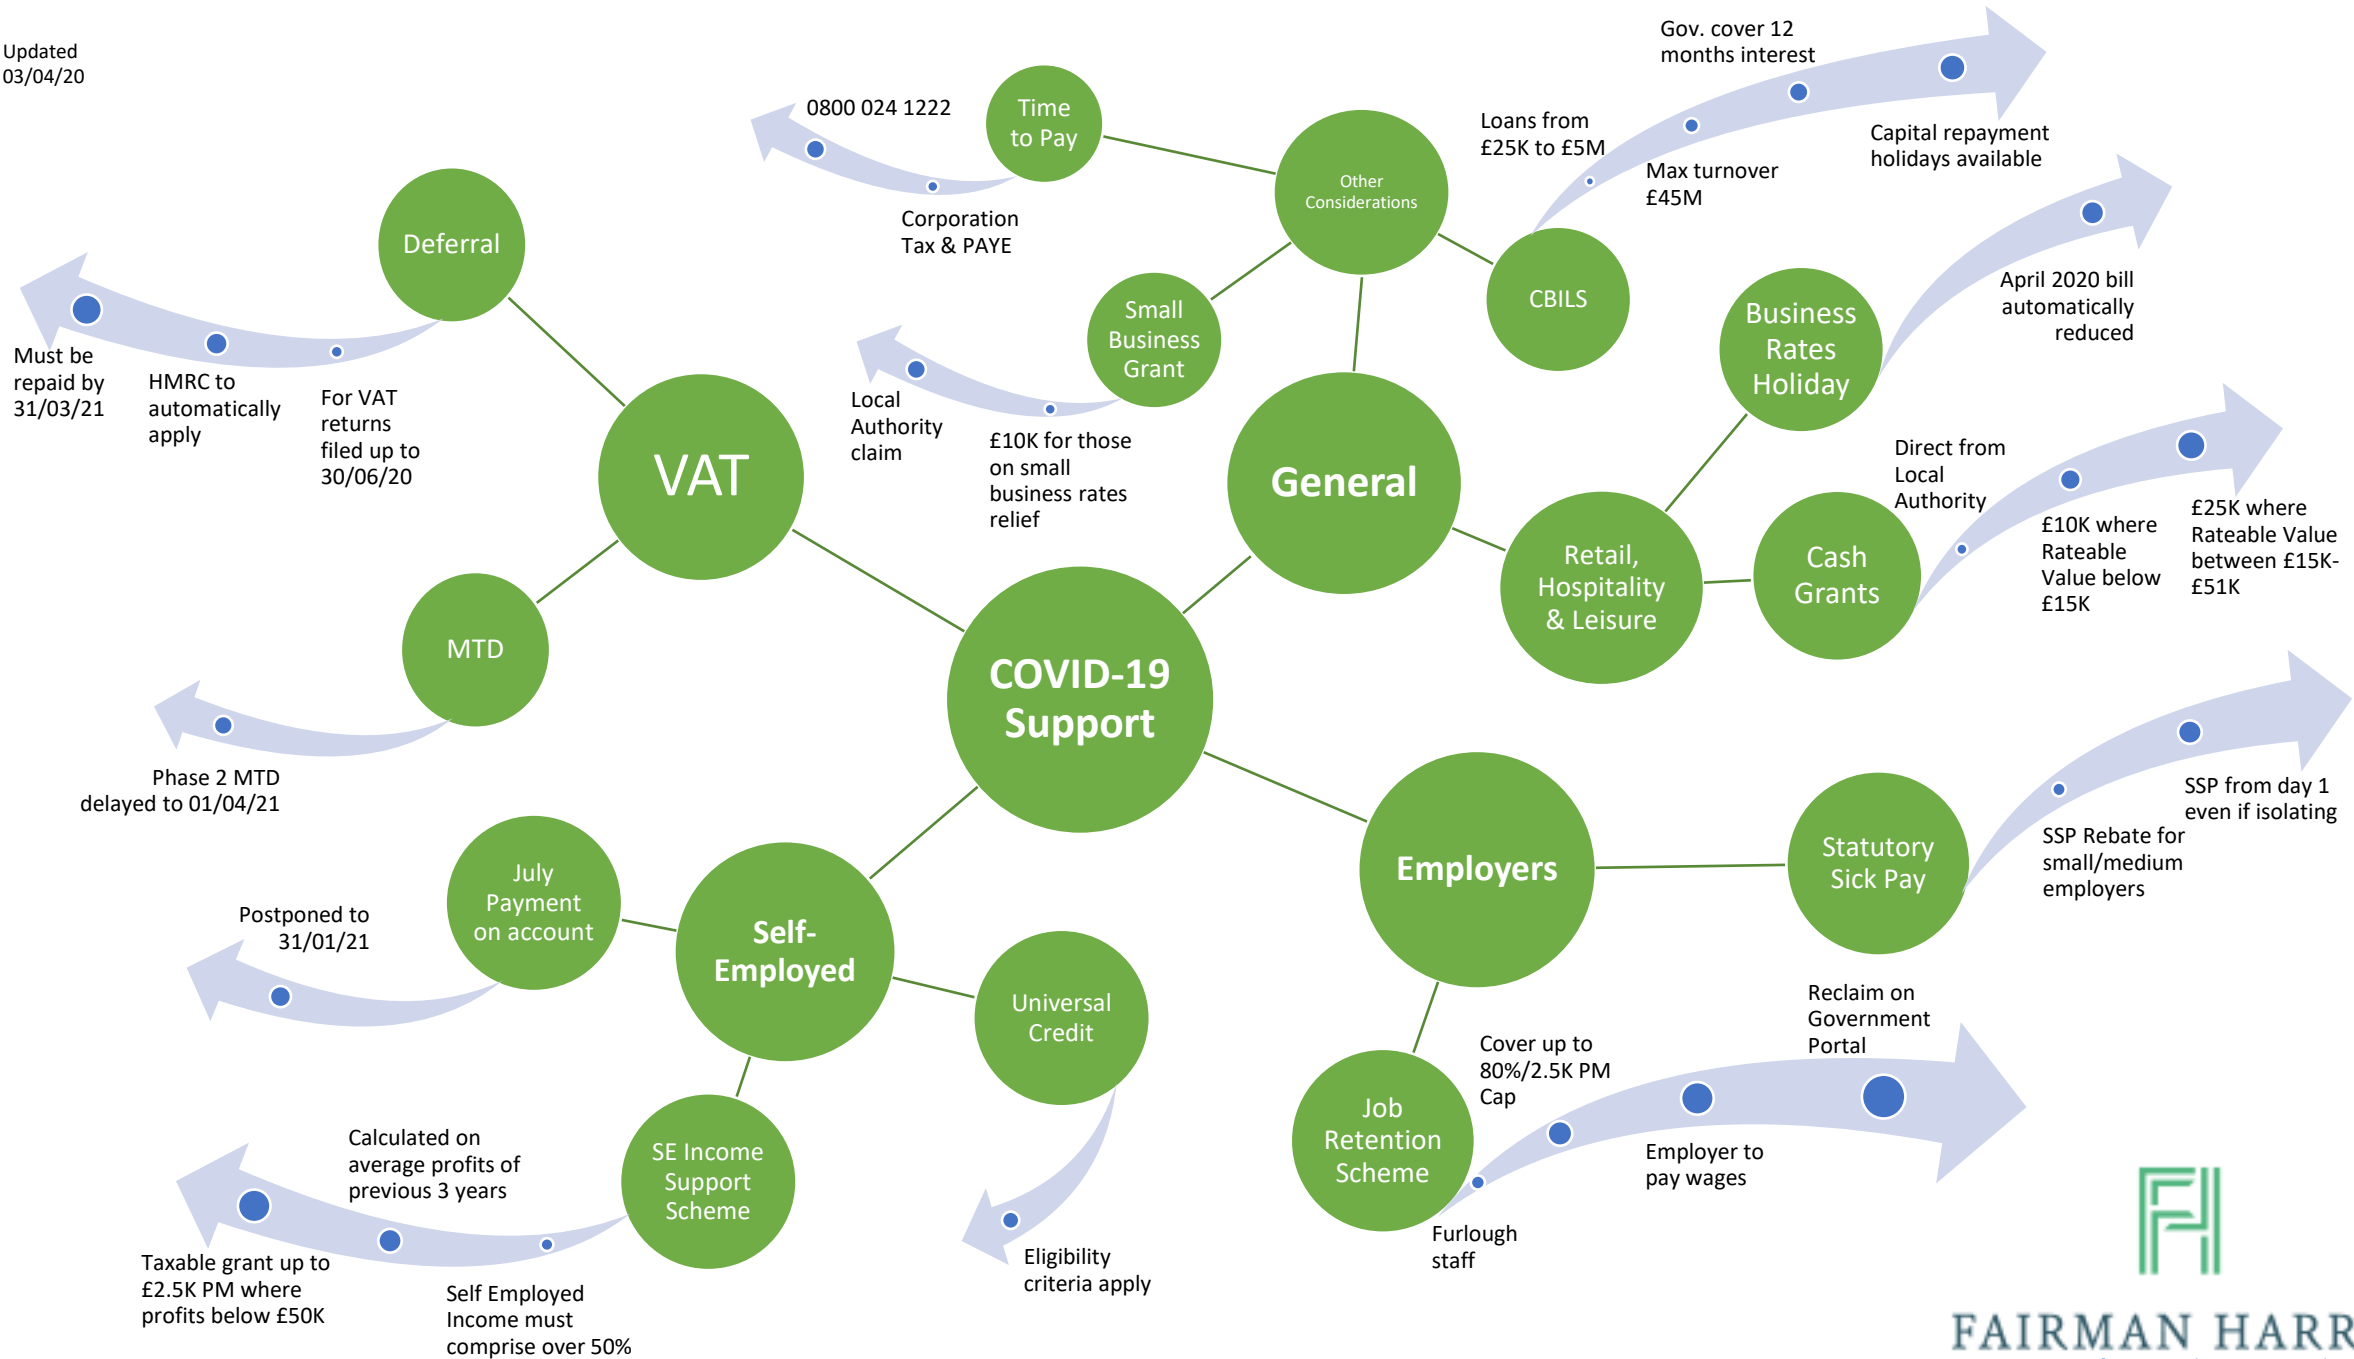 Updated
03/04/20
VAT
Deferral
Must be
repaid by
31/03/21
HMRC to
automatically
apply
For VAT
returns
filed up to
30/06/20
MTD
Phase 2 MTD
delayed to 01/04/21
COVID-19
Support
General
Other
Considerations
Time
to Pay
0800 024 1222
Corporation
Tax & PAYE
Small
Business
Grant
Local
Authority
claim
£10K for those
on small
business rates
relief
CBILS
Loans from
£25K to £5M
Max turnover
£45M
Gov. cover 12
months interest
Capital repayment
holidays available
Retail,
Hospitality
& Leisure
Business
Rates
Holiday
April 2020 bill
automatically
reduced
Cash
Grants
Direct from
Local
Authority
£10K where
Rateable
Value below
£15K
£25K where
Rateable Value
between £15K-
£51K
Self-
Employed
July
Payment
on account
Postponed to
31/01/21
Universal
Credit
Eligibility
criteria apply
SE Income
Support
Scheme
Calculated on
average profits of
previous 3 years
Taxable grant up to
£2.5K PM where
profits below £50K
Self Employed
Income must
comprise over 50%
Employers
Statutory
Sick Pay
SSP Rebate for
small/medium
employers
SSP from day 1
even if isolating
Job
Retention
Scheme
Furlough
staff
Cover up to
80%/2.5K PM
Cap
Employer to
pay wages
Reclaim on
Government
Portal
FAIRMAN HARR